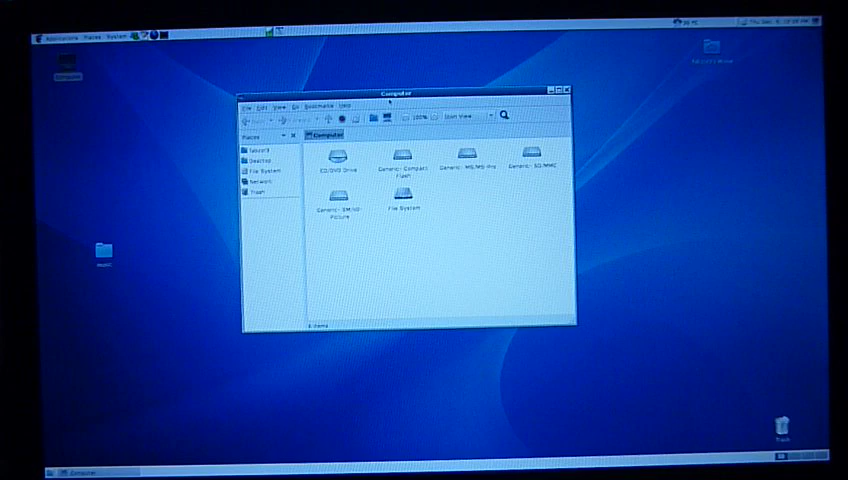 Applications Places System
Computer
Computer
File Edit View Go Bookmarks Help
100% Icon View
Places
Computer
Desktop
File System
Network
Trash
CD/DVD Drive
Generic- Compact Flash
Generic- MS/MS-Pro
Generic- SD/MMC
Generic- SM/xD-Picture
File System
6 items
Trash
Computer